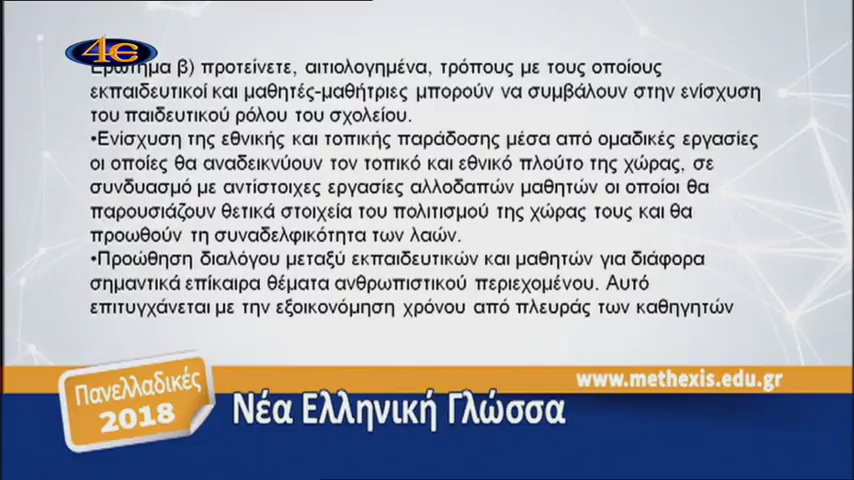 4ε
Ερώτημα β) προτείνετε, αιτιολογημένα, τρόπους με τους οποίους
εκπαιδευτικοί και μαθητές-μαθήτριες μπορούν να συμβάλουν στην ενίσχυση
του παιδευτικού ρόλου του σχολείου.
•Ενίσχυση της εθνικής και τοπικής παράδοσης μέσα από ομαδικές εργασίες
οι οποίες θα αναδεικνύουν τον τοπικό και εθνικό πλούτο της χώρας, σε
συνδυασμό με αντίστοιχες εργασίες αλλοδαπών μαθητών οι οποίοι θα
παρουσιάζουν θετικά στοιχεία του πολιτισμού της χώρας τους και θα
προωθούν τη συναδελφικότητα των λαών.
•Προώθηση διαλόγου μεταξύ εκπαιδευτικών και μαθητών για διάφορα
σημαντικά επίκαιρα θέματα ανθρωπιστικού περιεχομένου. Αυτό
επιτυγχάνεται με την εξοικονόμηση χρόνου από πλευράς των καθηγητών
www.methexis.edu.gr
Πανελλαδικές
2018
Νέα Ελληνική Γλώσσα